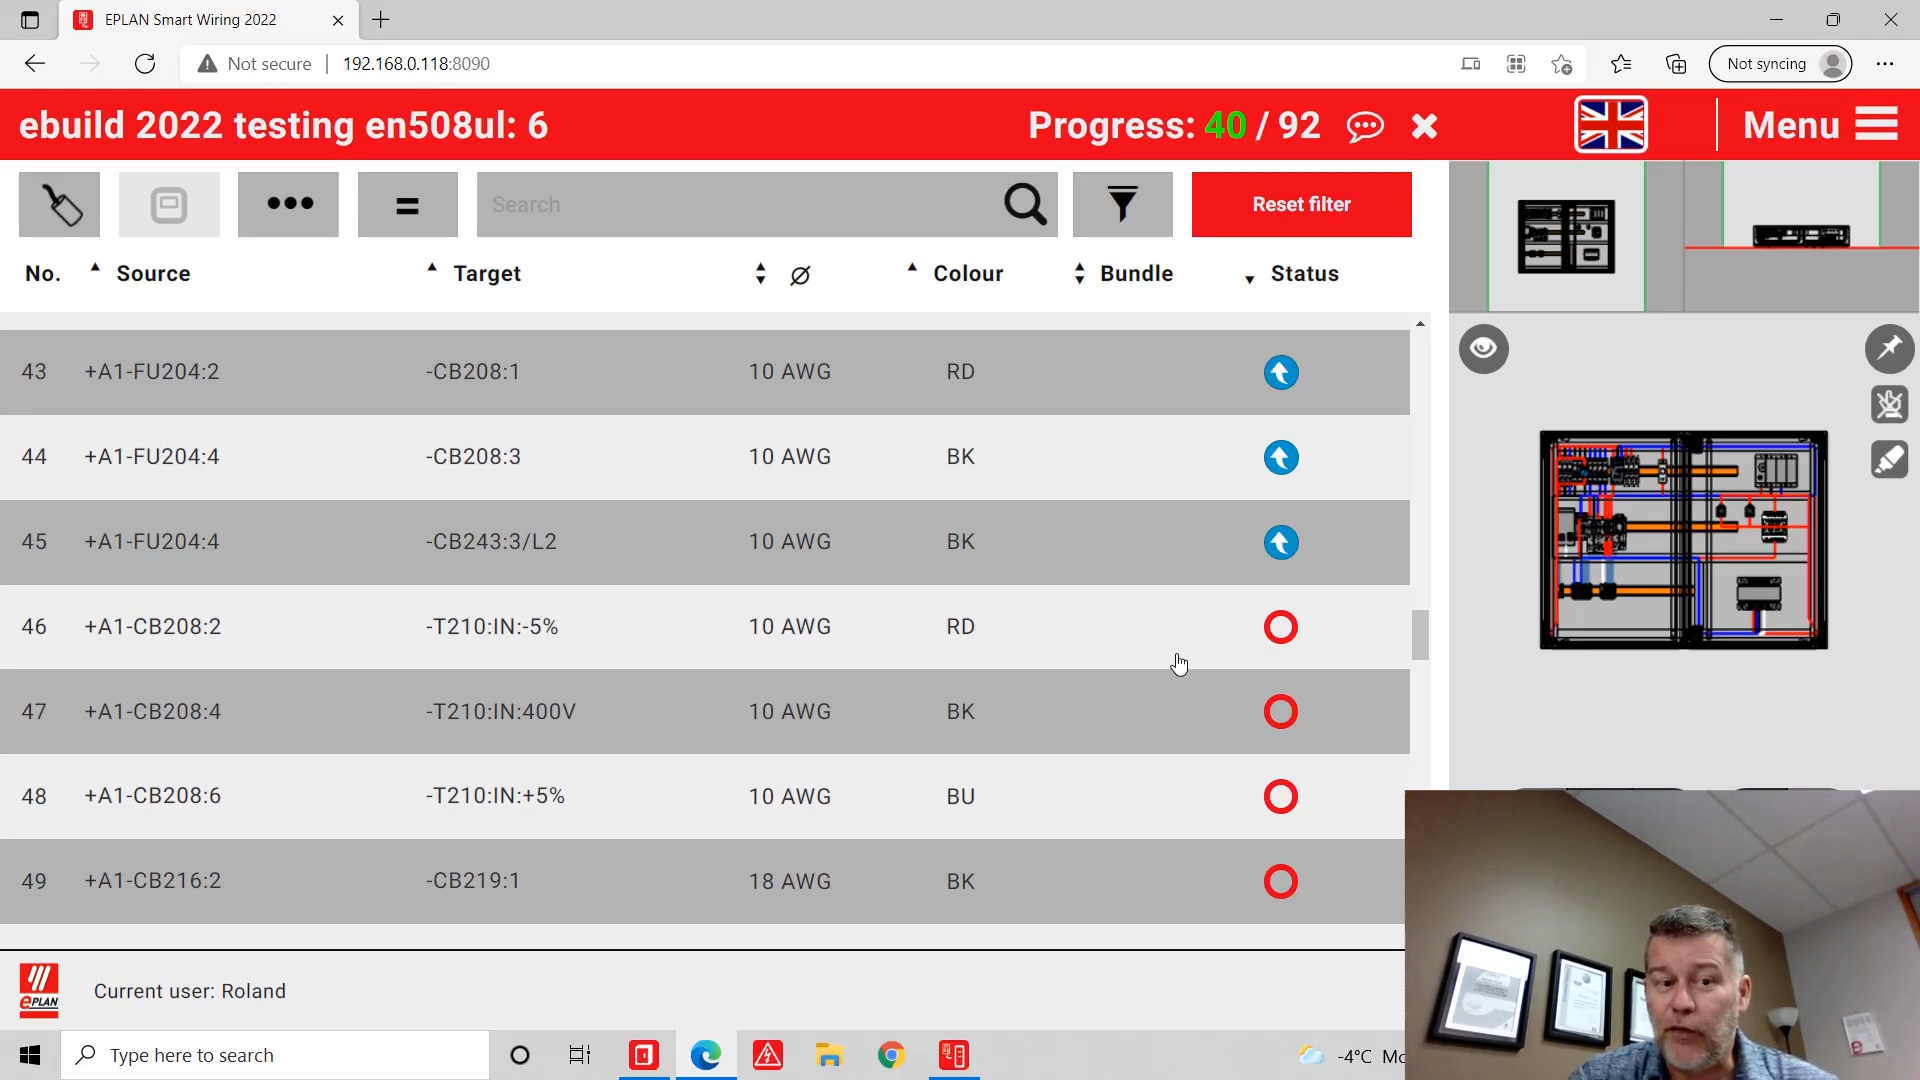 EPLAN Smart Wiring 2022
Not secure 192.168.0.118:8090 Not syncing
ebuild 2022 testing en508ul: 6 Progress: 40 / 92 Menu
Search Reset filter
No. Source Target Ø Colour Bundle Status
43 +A1-FU204:2 -CB208:1 10 AWG RD
44 +A1-FU204:4 -CB208:3 10 AWG BK
45 +A1-FU204:4 -CB243:3/L2 10 AWG BK
46 +A1-CB208:2 -T210:IN:-5% 10 AWG RD
47 +A1-CB208:4 -T210:IN:400V 10 AWG BK
48 +A1-CB208:6 -T210:IN:+5% 10 AWG BU
49 +A1-CB216:2 -CB219:1 18 AWG BK
ePLAN Current user: Roland
Type here to search -4°C Mo